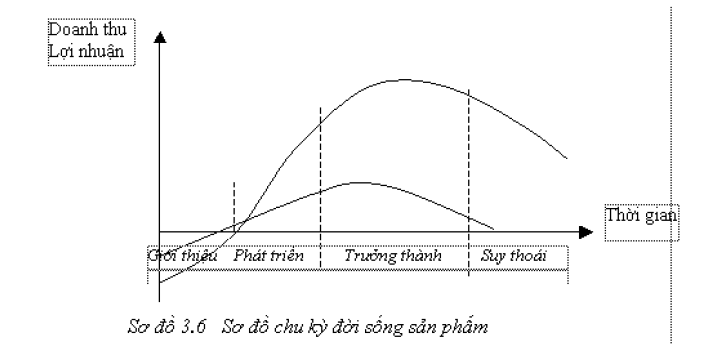 Doanh thu
Lợi nhuận
Thời gian
Giới thiệu Phát triên Trưởng thành Suy thoái
Sơ đồ 3.6 Sơ đồ chu kỳ đời sống sản phẩm